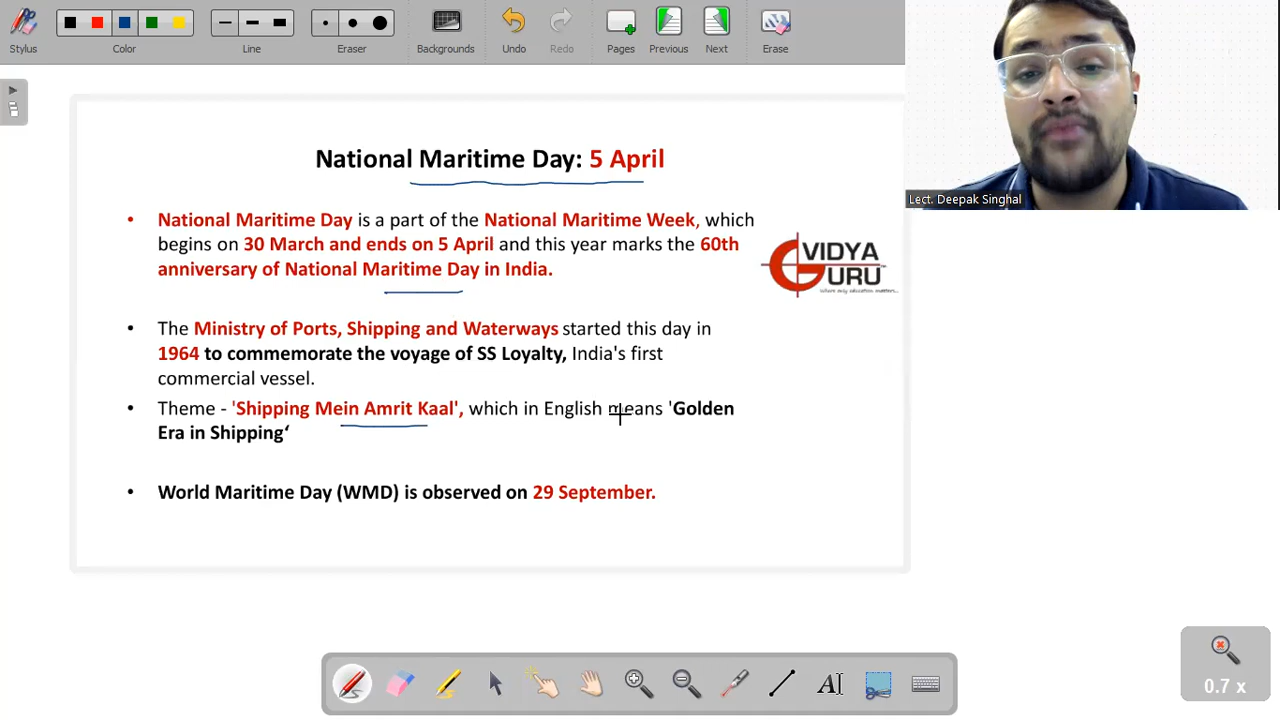 Stylus
Color
Line
Eraser
Backgrounds
Undo
Redo
Pages
Previous
Next
Erase
Lect. Deepak Singhal
National Maritime Day: 5 April
• National Maritime Day is a part of the National Maritime Week, which
begins on 30 March and ends on 5 April and this year marks the 60th
anniversary of National Maritime Day in India.
VIDYA
GURU
where only education matters...
• The Ministry of Ports, Shipping and Waterways started this day in
1964 to commemorate the voyage of SS Loyalty, India's first
commercial vessel.
• Theme - 'Shipping Mein Amrit Kaal', which in English means 'Golden
Era in Shipping‘
• World Maritime Day (WMD) is observed on 29 September.
0.7 x